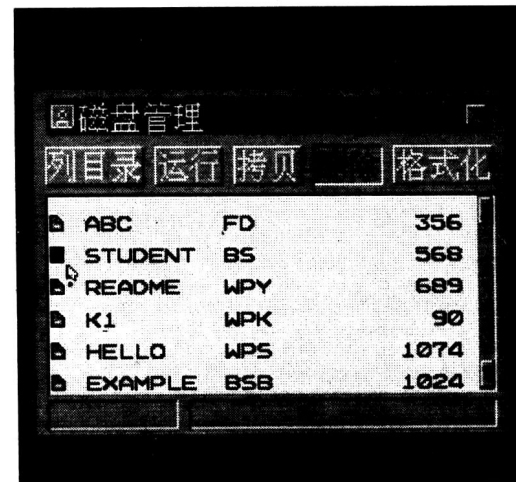 磁盘管理
列目录 运行 拷贝 格式化
ABC FD 356
STUDENT BS 568
README WPY 689
K1 WPK 90
HELLO WPS 1074
EXAMPLE BSB 1024